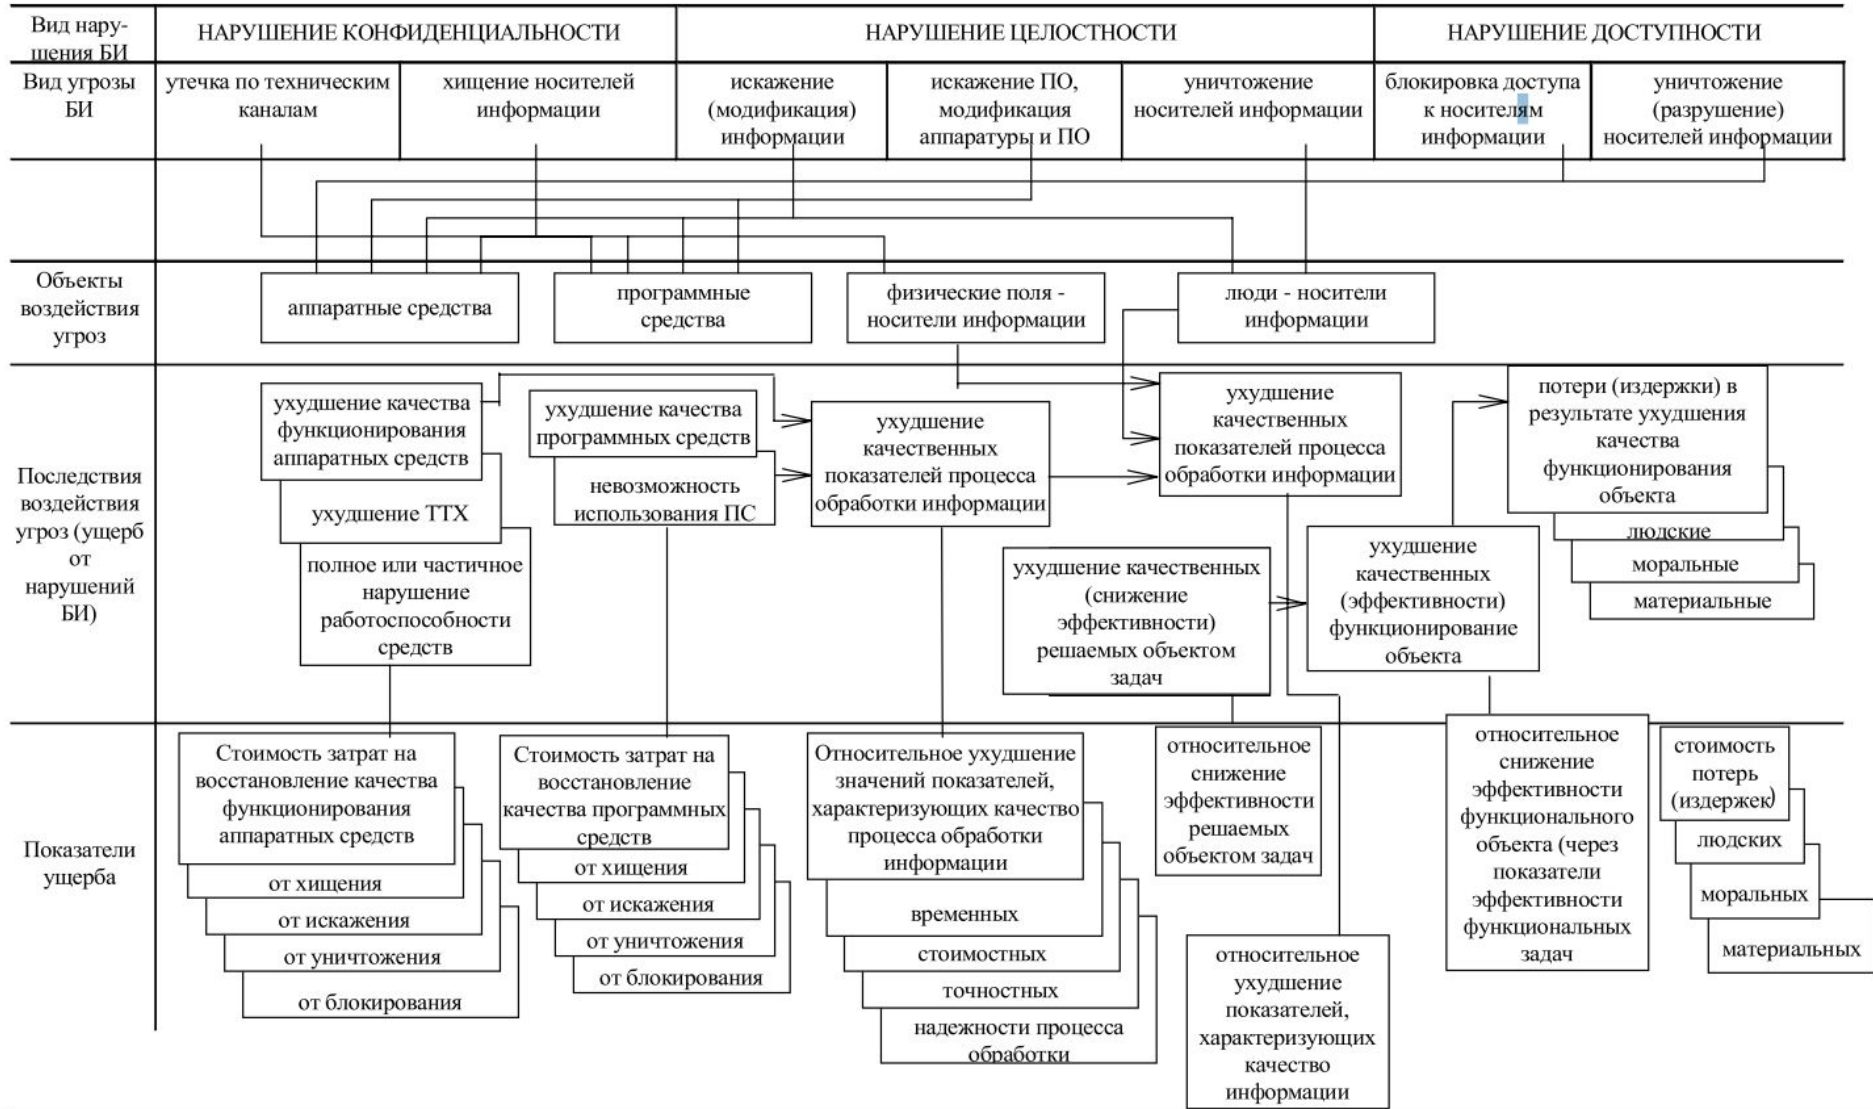 Вид нару-
шения БИ
НАРУШЕНИЕ КОНФИДЕНЦИАЛЬНОСТИ
НАРУШЕНИЕ ЦЕЛОСТНОСТИ
НАРУШЕНИЕ ДОСТУПНОСТИ
Вид угрозы
БИ
утечка по техническим
каналам
хищение носителей
информации
искажение
(модификация)
информации
искажение ПО,
модификация
аппаратуры и ПО
уничтожение
носителей информации
блокировка доступа
к носителям
информации
уничтожение
(разрушение)
носителей информации
Объекты
воздействия
угроз
аппаратные средства
программные
средства
физические поля -
носители информации
люди - носители
информации
Последствия
воздействия
угроз (ущерб
от
нарушений
БИ)
ухудшение качества
функционирования
аппаратных средств
ухудшение ТТХ
полное или частичное
нарушение
работоспособности
средств
ухудшение качества
программных средств
невозможность
использования ПС
ухудшение
качественных
показателей процесса
обработки информации
ухудшение
качественных
показателей процесса
обработки информации
ухудшение качественных
(снижение
эффективности)
решаемых объектом
задач
ухудшение
качественных
(эффективности)
функционирование
объекта
потери (издержки) в
результате ухудшения
качества
функционирования
объекта
людские
моральные
материальные
Показатели
ущерба
Стоимость затрат на
восстановление качества
функционирования
аппаратных средств
от хищения
от искажения
от уничтожения
от блокирования
Стоимость затрат на
восстановление
качества программных
средств
от хищения
от искажения
от уничтожения
от блокирования
Относительное ухудшение
значений показателей,
характеризующих качество
процесса обработки
информации
временных
стоимостных
точностных
надежности процесса
обработки
относительное
снижение
эффективности
решаемых
объектом задач
относительное
ухудшение
показателей,
характеризующих
качество
информации
относительное
снижение
эффективности
функционального
объекта (через
показатели
эффективности
функциональных
задач
стоимость
потерь
(издержек)
людских
моральных
материальных